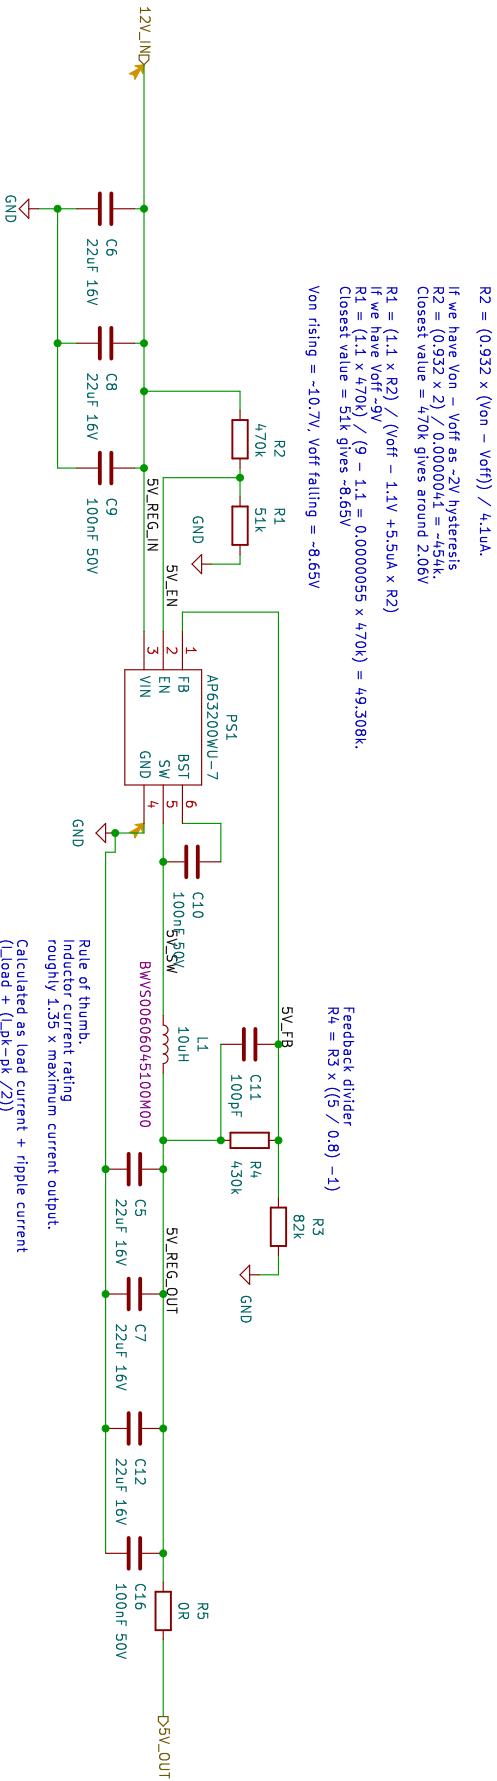 R2 = (0.932 x (Von - Voff)) / 4.1uA.
If we have Von - Voff as ~2V hysteresis
R2 = (0.932 x 2) / 0.0000041 = ~454k.
Closest value = 470k gives around 2.06V
R1 = (1.1 x R2) / (Voff - 1.1V +5.5uA x R2)
If we have Voff ~9V
R1 = (1.1 x 470k) / (9 - 1.1 = 0.0000055 x 470k) = 49.308k.
Closest value = 51k gives ~8.65V
Von rising = ~10.7V, Voff falling = ~8.65V
Feedback divider
R4 = R3 x ((5 / 0.8) -1)
12V_IN
C6
22uF 16V
GND
C8
22uF 16V
C9
100nF 50V
R2
470k
R1
51k
GND
5V_REG_IN
5V_EN
1
2
3
FB
EN
VIN
PS1
AP63200WU-7
BST
SW
GND
6
5
4
GND
C10
100nF 50V
5V_SW
L1
10uH
BWVS00606045100M00
5V_FB
C11
100pF
R4
430k
R3
82k
GND
C5
22uF 16V
5V_REG_OUT
C7
22uF 16V
C12
22uF 16V
C16
100nF 50V
R5
0R
5V_OUT
Rule of thumb.
Inductor current rating
roughly 1.35 x maximum current output.
Calculated as load current + ripple current
(I_load + (I_pk-pk /2))